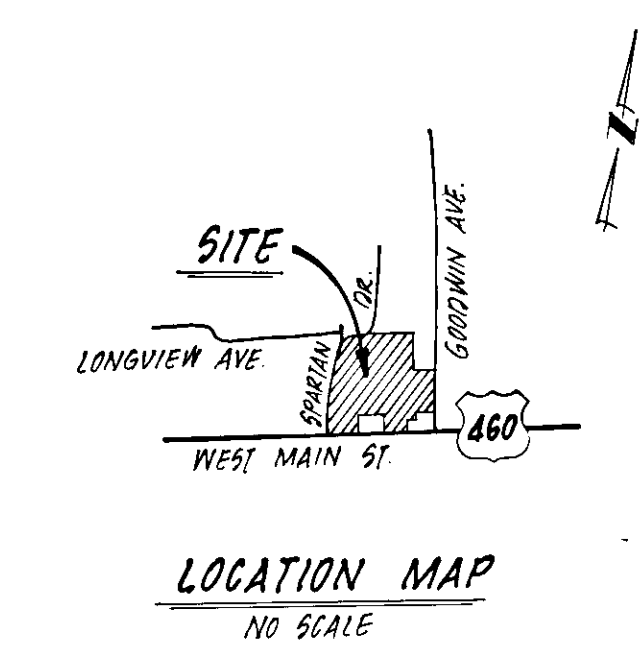 N
GOODWIN AVE.
SITE
DR.
LONGVIEW AVE.
SPARTAN
460
WEST MAIN ST.
LOCATION MAP
NO SCALE